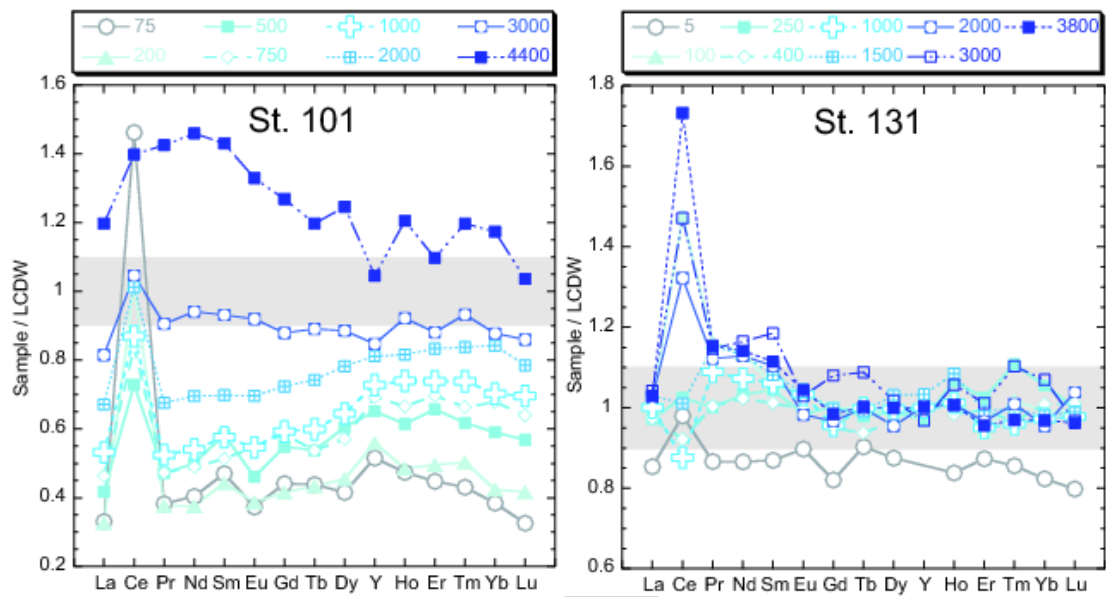 75 500 1000 3000
200 750 2000 4400
5 250 1000 2000 3800
100 400 1500 3000
St. 101
St. 131
Sample / LCDW
1.6
1.4
1.2
1
0.8
0.6
0.4
0.2
La Ce Pr Nd Sm Eu Gd Tb Dy Y Ho Er Tm Yb Lu
Sample / LCDW
1.8
1.6
1.4
1.2
1
0.8
0.6
La Ce Pr Nd Sm Eu Gd Tb Dy Y Ho Er Tm Yb Lu